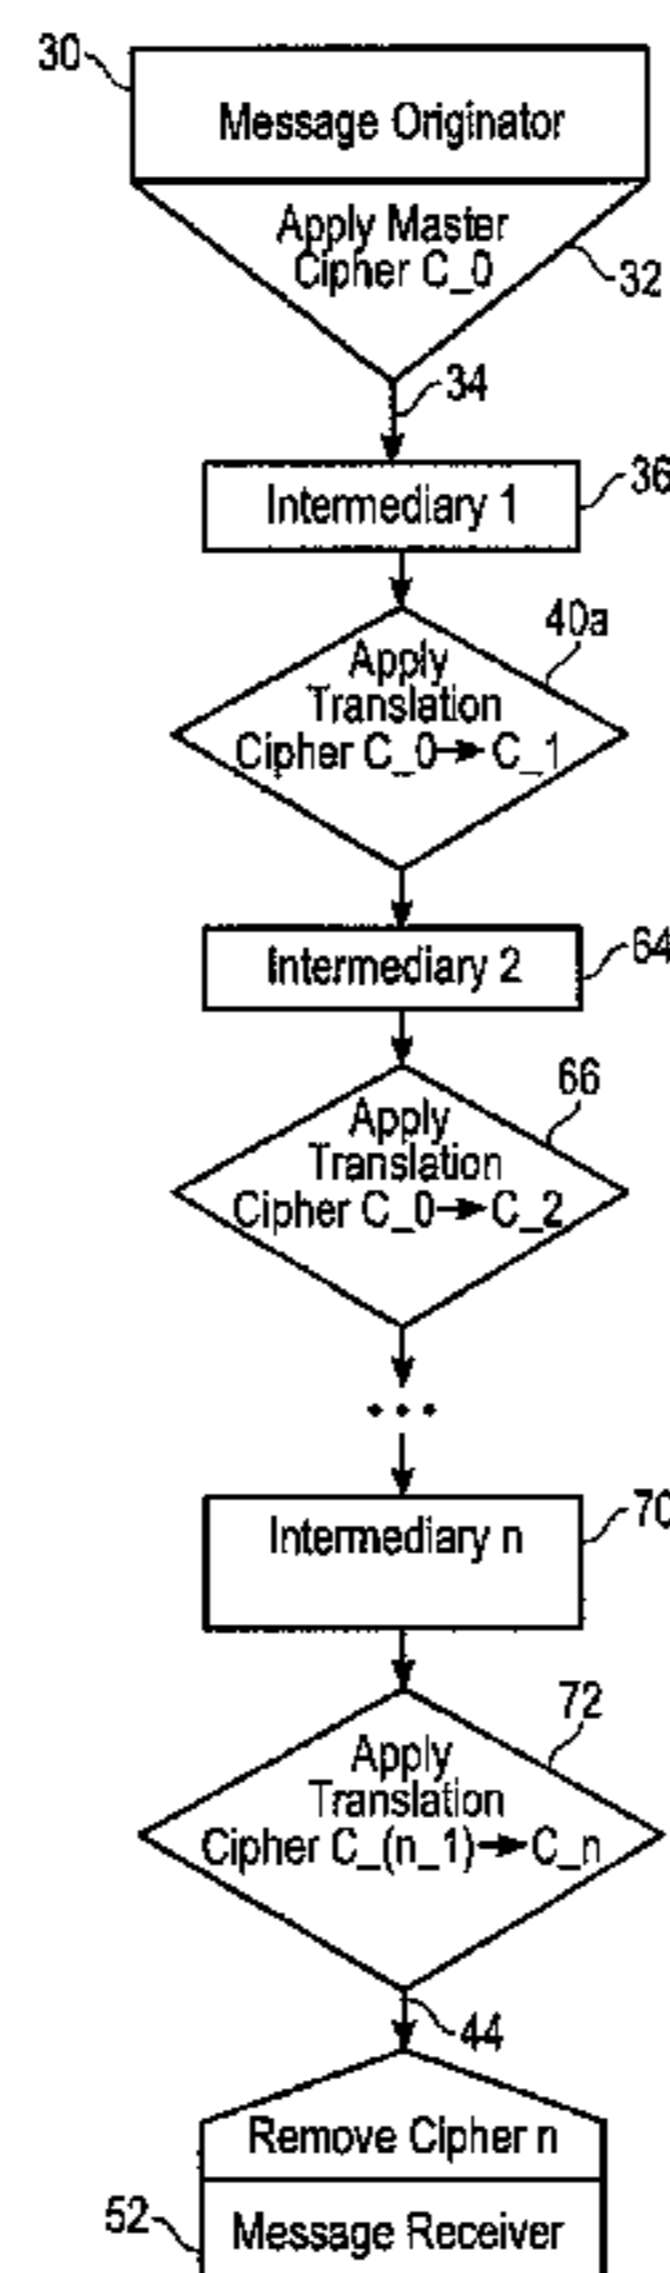 30
Message Originator
Apply Master
Cipher C_0
32
34
36
Intermediary 1
40a
Apply
Translation
Cipher C_0→C_1
64
Intermediary 2
66
Apply
Translation
Cipher C_0→C_2
...
70
Intermediary n
72
Apply
Translation
Cipher C_(n_1)→C_n
44
Remove Cipher n
52
Message Receiver